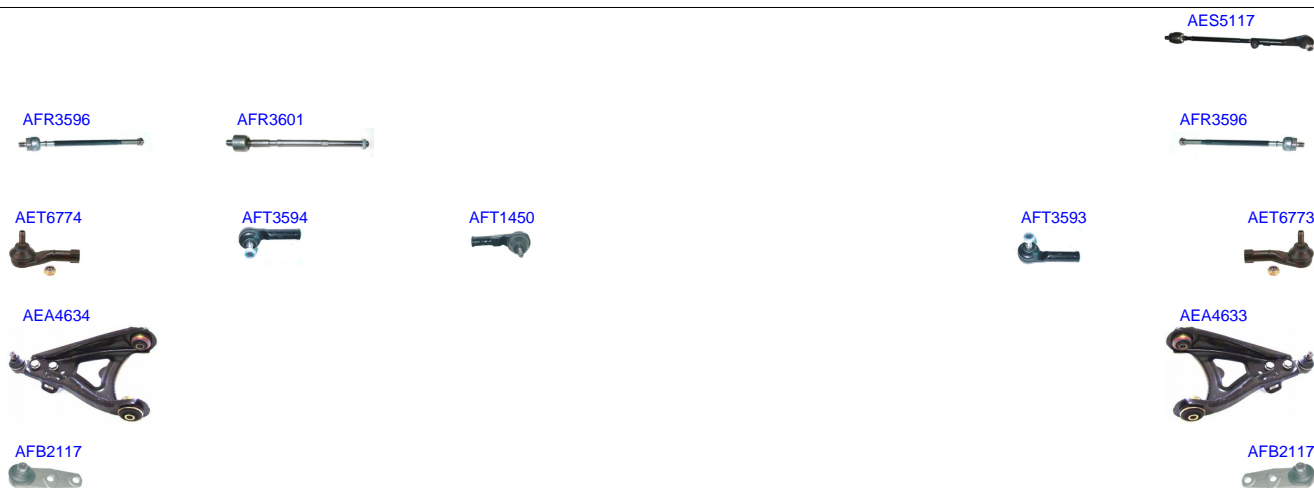 AES5117
AFR3596 AFR3601 AFR3596
AET6774 AFT3594 AFT1450 AFT3593 AET6773
AEA4634 AEA4633
AFB2117 AFB2117